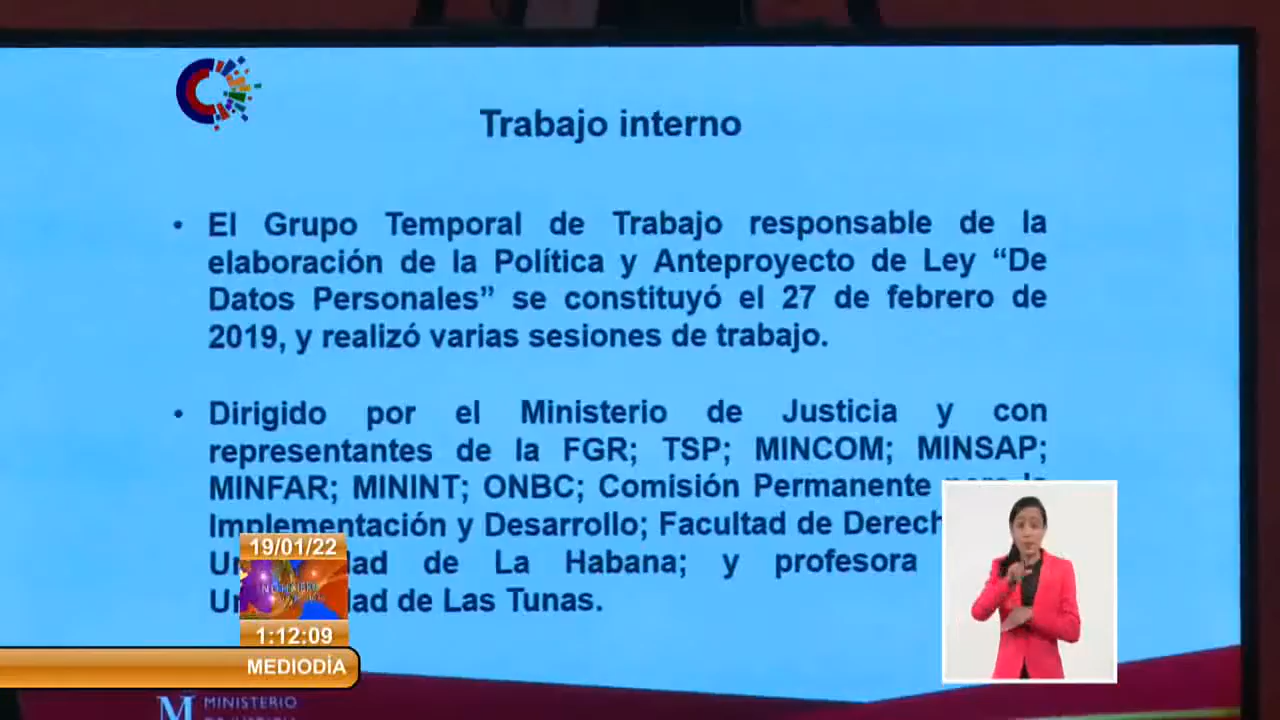 Trabajo interno
• El Grupo Temporal de Trabajo responsable de la
elaboración de la Política y Anteproyecto de Ley “De
Datos Personales” se constituyó el 27 de febrero de
2019, y realizó varias sesiones de trabajo.
• Dirigido por el Ministerio de Justicia y con
representantes de la FGR; TSP; MINCOM; MINSAP;
MINFAR; MININT; ONBC; Comisión Permanente
Implementación y Desarrollo; Facultad de Derech
de La Habana; y profesora
de Las Tunas.
19/01/22
1:12:09
MEDIODÍA
MINISTERIO